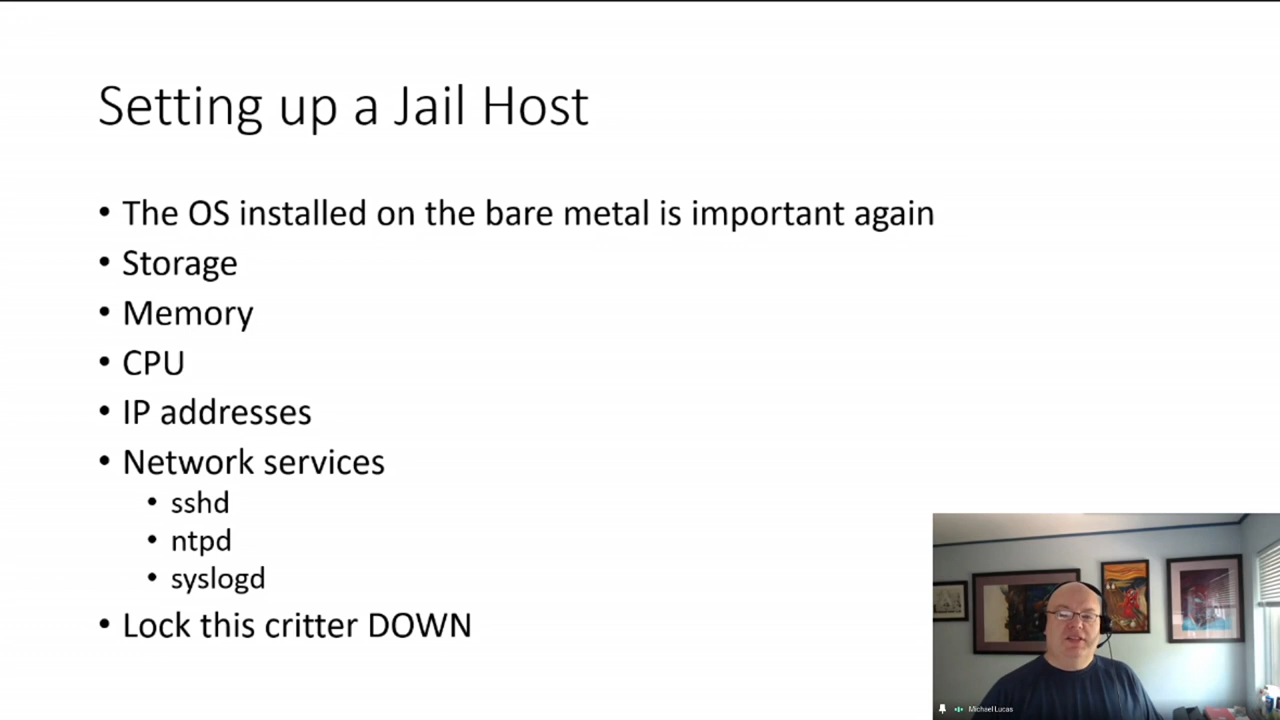 Setting up a Jail Host
• The OS installed on the bare metal is important again
• Storage
• Memory
• CPU
• IP addresses
• Network services
• sshd
• ntpd
• syslogd
• Lock this critter DOWN
Michael Lucas